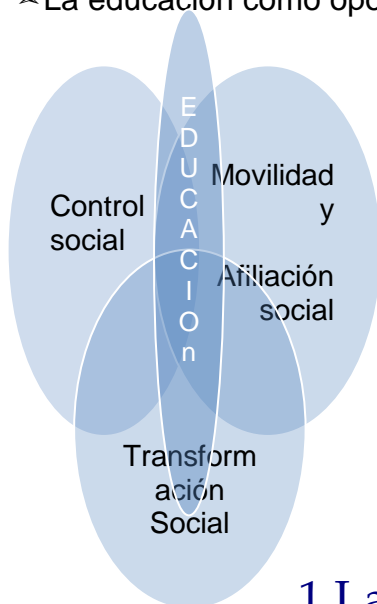 La educación como opo
E
D
U
C
A
C
I
O
n
Control
social
Movilidad
y
Afiliación
social
Transform
ación
Social
1 La